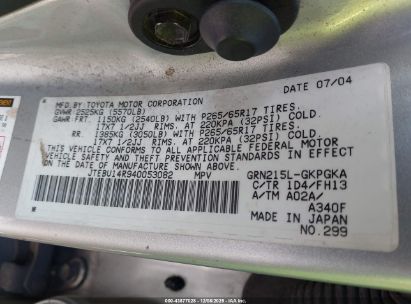 MFD. BY TOYOTA MOTOR CORPORATION DATE 07/04
GVWR 2525KG (5570LB)
GAWR: FRT. 1150KG (2540LB) WITH P265/65R17 TIRES.
17X7 1/2JJ RIMS. AT 220KPA (32PSI) COLD.
RR. 1385KG (3050LB) WITH P265/65R17 TIRES.
17X7 1/2JJ RIMS. AT 220KPA (32PSI) COLD.
THIS VEHICLE CONFORMS TO ALL APPLICABLE FEDERAL MOTOR
VEHICLE SAFETY AND BUMPER STANDARDS IN EFFECT
ON THE DATE OF MANUFACTURE SHOWN ABOVE.
JTEBU14R940053082 MPV GRN215L-GKPGKA
C/TR 1D4/FH13
A/TM A02A/
A340F
MADE IN JAPAN
NO.299